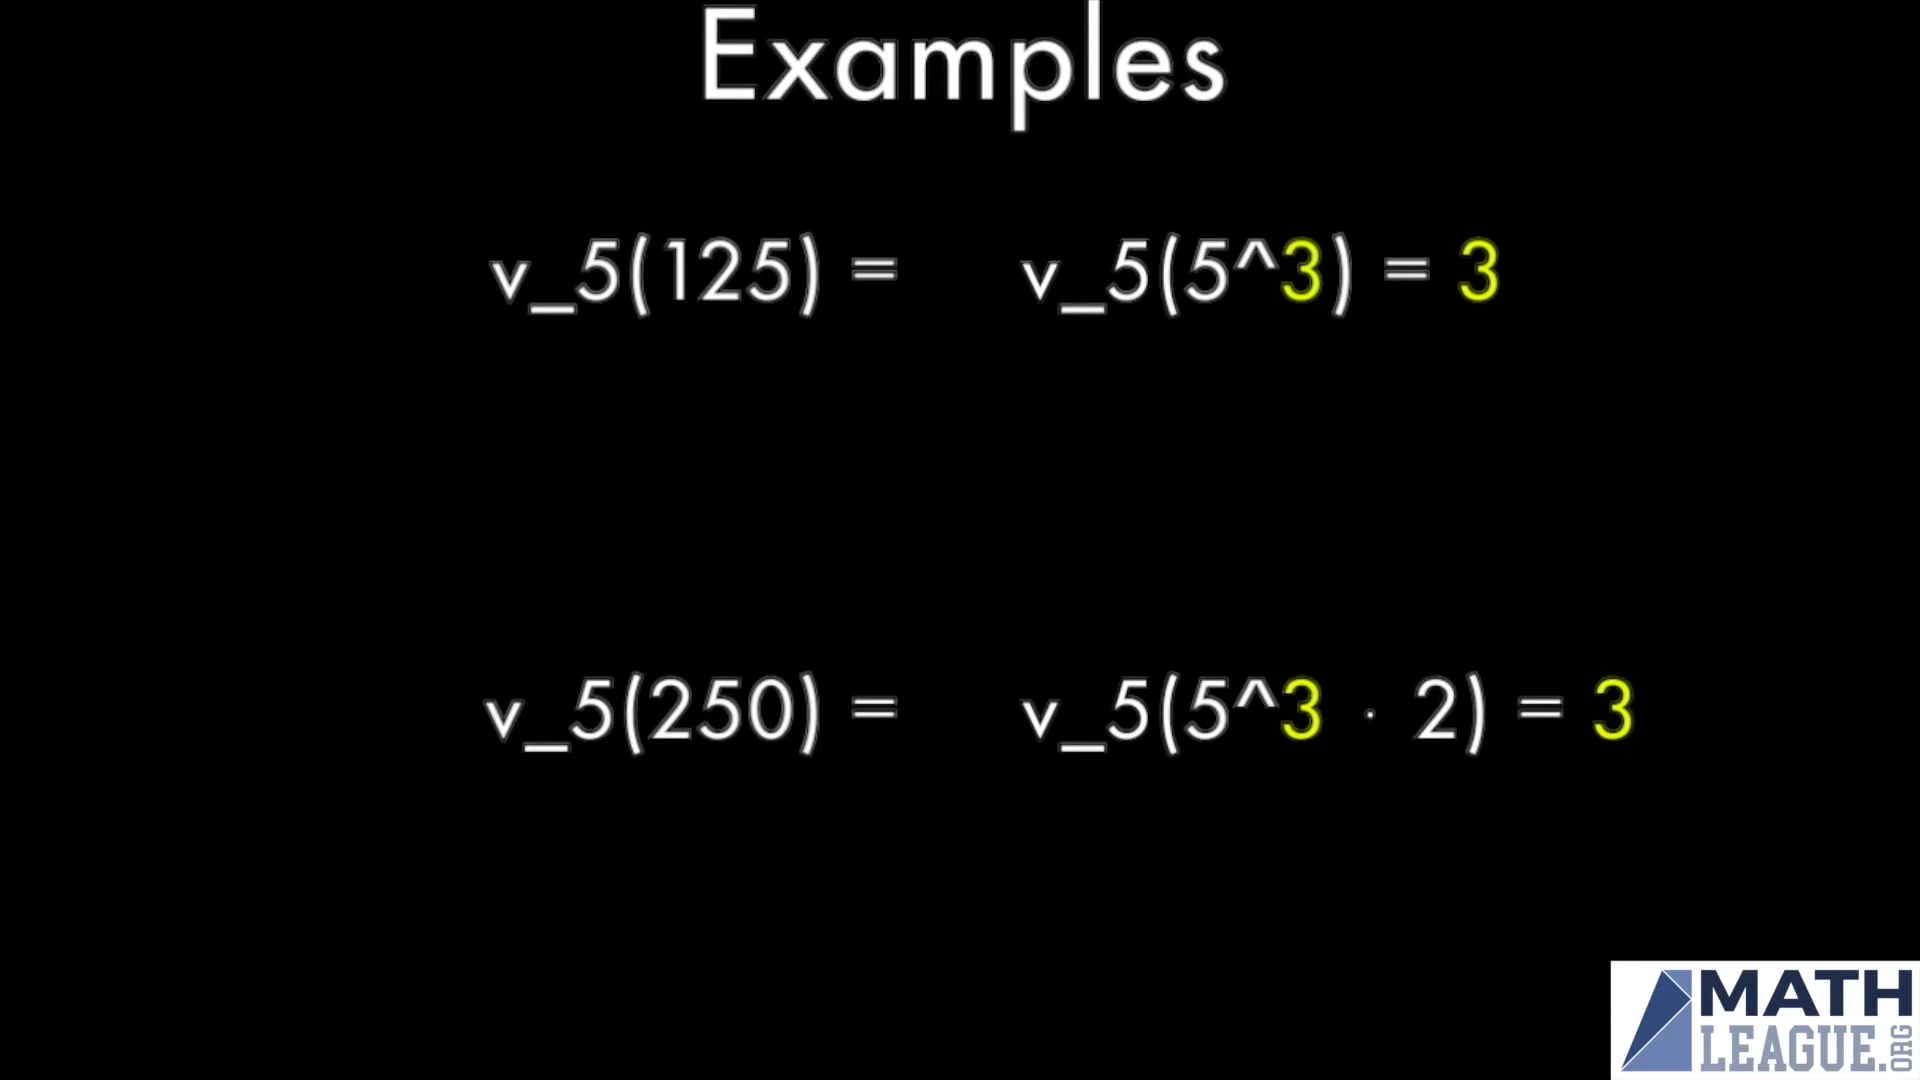 Examples
v_5(125) = v_5(5^3) = 3
v_5(250) = v_5(5^3 · 2) = 3
MATH
LEAGUE.ORG